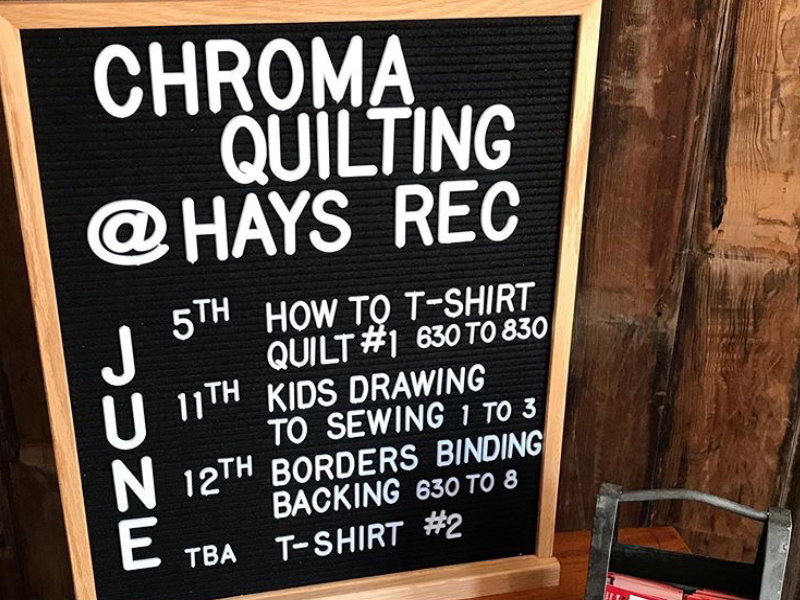 CHROMA
QUILTING
@HAYS REC
JUNE
5TH HOW TO T-SHIRT
QUILT #1 630 TO 830
11TH KIDS DRAWING
TO SEWING 1 TO 3
12TH BORDERS BINDING
BACKING 630 TO 8
TBA T-SHIRT #2